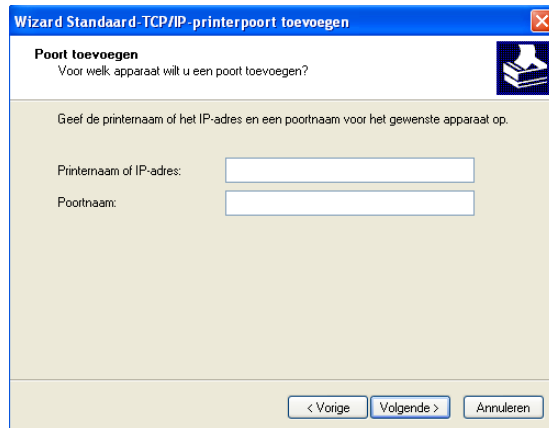 Wizard Standaard-TCP/IP-printerpoort toevoegen
Poort toevoegen
Voor welk apparaat wilt u een poort toevoegen?
Geef de printernaam of het IP-adres en een poortnaam voor het gewenste apparaat op.
Printernaam of IP-adres:
Poortnaam:
< Vorige Volgende > Annuleren